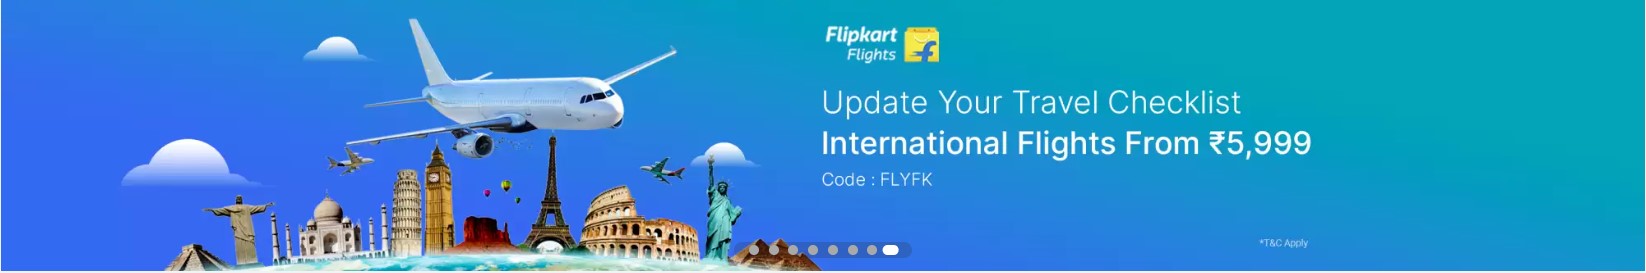 Flipkart
Flights
Update Your Travel Checklist
International Flights From ₹5,999
Code : FLYFK
*T&C Apply